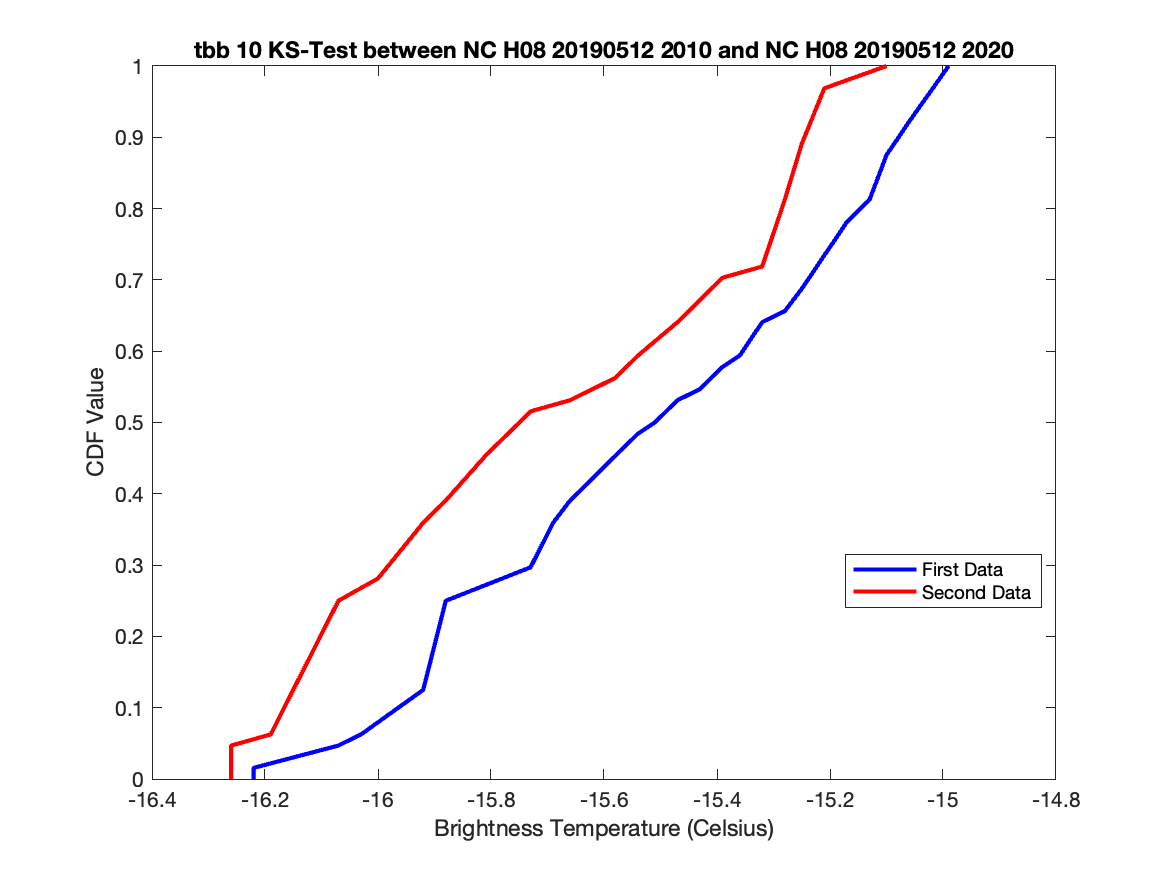 tbb 10 KS-Test between NC H08 20190512 2010 and NC H08 20190512 2020
1
0.9
0.8
0.7
0.6
0.5
0.4
0.3
0.2
0.1
0
CDF Value
First Data
Second Data
-16.4 -16.2 -16 -15.8 -15.6 -15.4 -15.2 -15 -14.8
Brightness Temperature (Celsius)